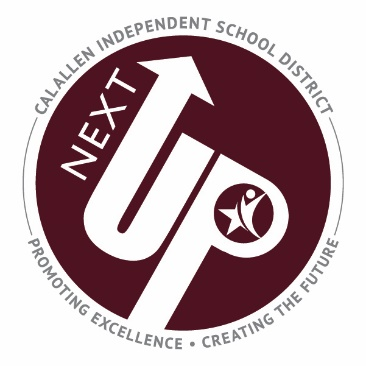 CALALLEN INDEPENDENT SCHOOL DISTRICT
NEXT
UP
PROMOTING EXCELLENCE • CREATING THE FUTURE